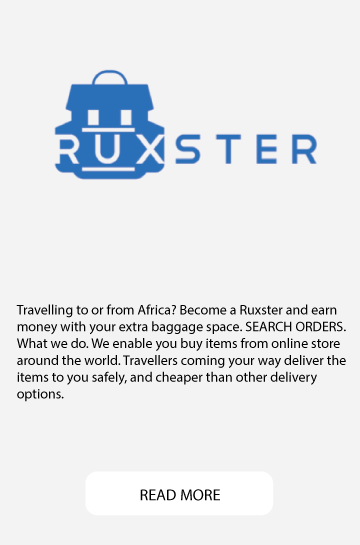 RUXSTER
Travelling to or from Africa? Become a Ruxster and earn
money with your extra baggage space. SEARCH ORDERS.
What we do. We enable you buy items from online store
around the world. Travellers coming your way deliver the
items to you safely, and cheaper than other delivery
options.
READ MORE